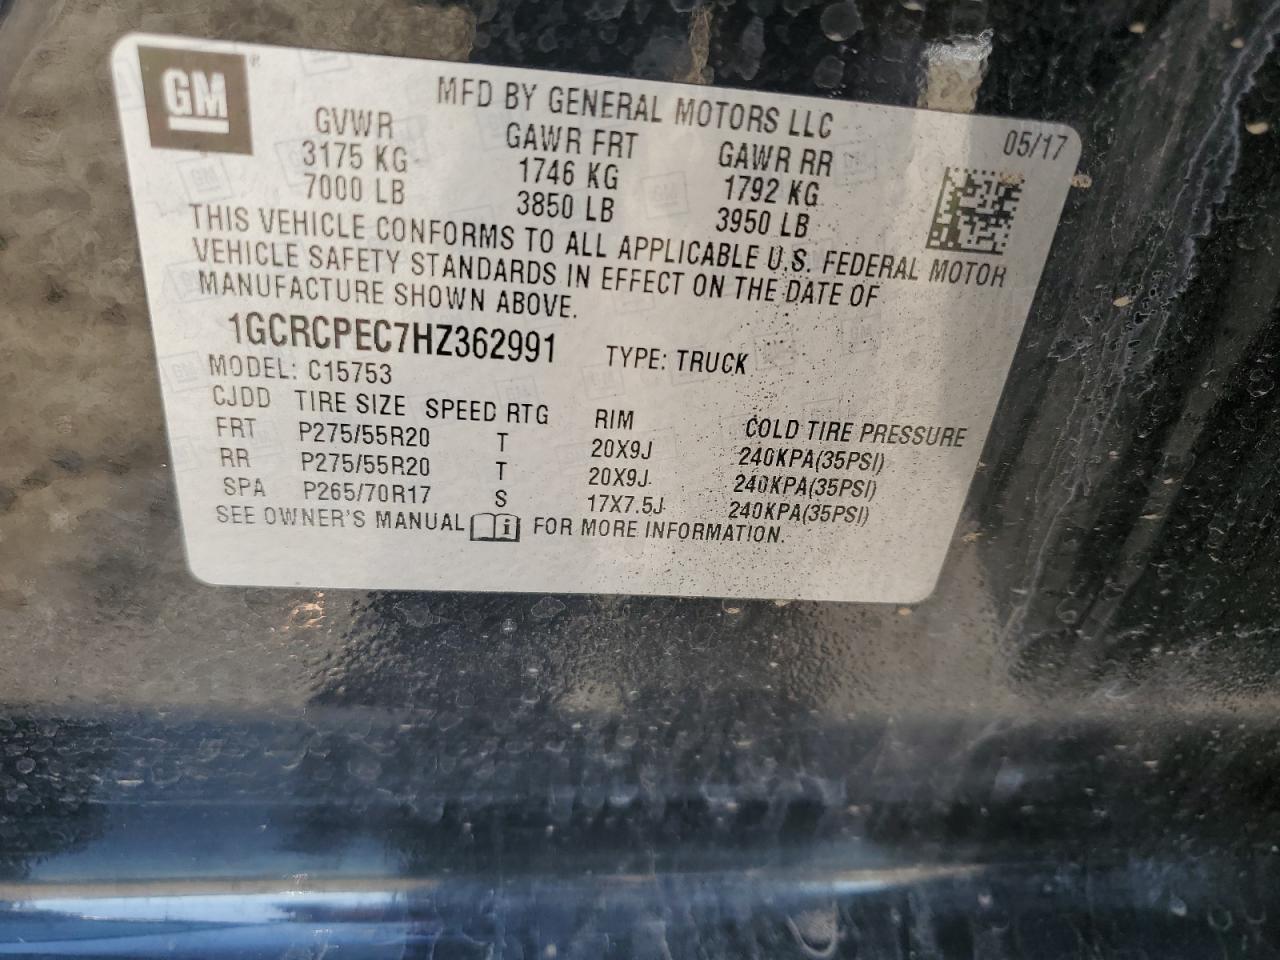 GM
MFD BY GENERAL MOTORS LLC
05/17
GVWR GAWR FRT GAWR RR
3175 KG 1746 KG 1792 KG
7000 LB 3850 LB 3950 LB
THIS VEHICLE CONFORMS TO ALL APPLICABLE U.S. FEDERAL MOTOR
VEHICLE SAFETY STANDARDS IN EFFECT ON THE DATE OF
MANUFACTURE SHOWN ABOVE.
1GCRCPEC7HZ362991 TYPE: TRUCK
MODEL: C15753
CJDD TIRE SIZE SPEED RTG RIM COLD TIRE PRESSURE
FRT P275/55R20 T 20X9J 240KPA(35PSI)
RR P275/55R20 T 20X9J 240KPA(35PSI)
SPA P265/70R17 S 17X7.5J 240KPA(35PSI)
SEE OWNER'S MANUAL i FOR MORE INFORMATION.